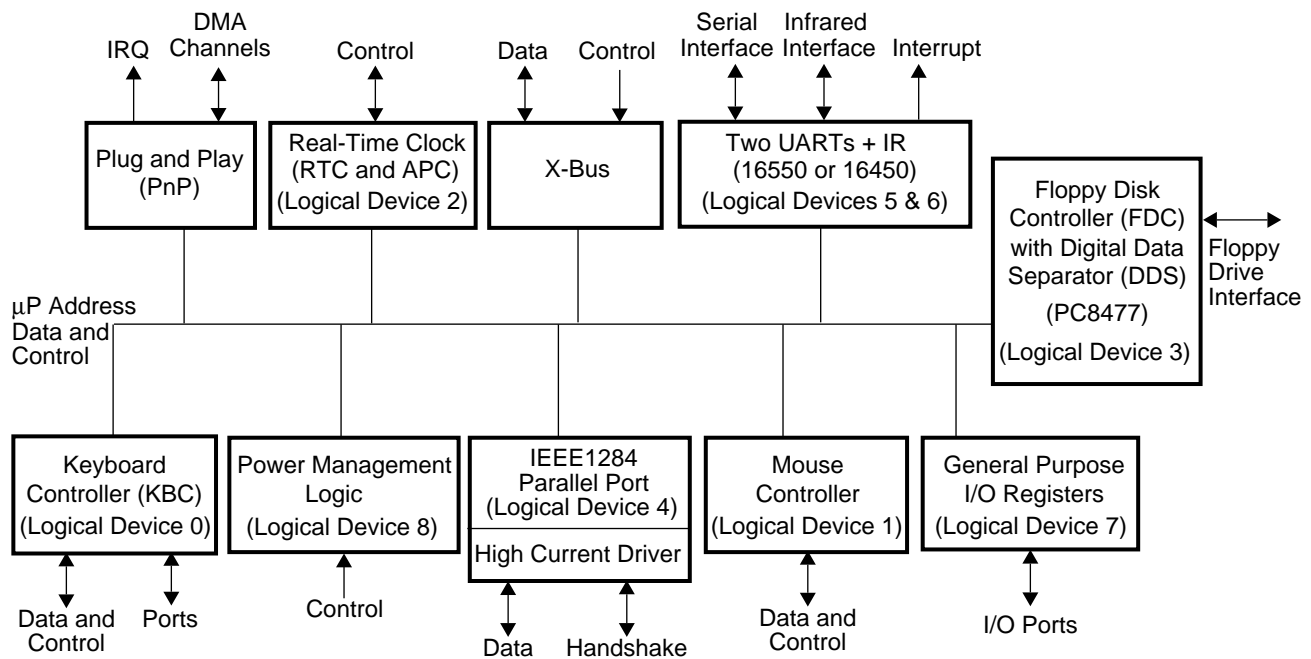 IRQ
DMA
Channels
Control
Data
Control
Serial
Interface
Infrared
Interface
Interrupt
Plug and Play
(PnP)
Real-Time Clock
(RTC and APC)
(Logical Device 2)
X-Bus
Two UARTs + IR
(16550 or 16450)
(Logical Devices 5 & 6)
Floppy Disk
Controller (FDC)
with Digital Data
Separator (DDS)
(PC8477)
(Logical Device 3)
Floppy
Drive
Interface
µP Address
Data and
Control
Keyboard
Controller (KBC)
(Logical Device 0)
Power Management
Logic
(Logical Device 8)
IEEE1284
Parallel Port
(Logical Device 4)
High Current Driver
Mouse
Controller
(Logical Device 1)
General Purpose
I/O Registers
(Logical Device 7)
Data and
Control
Ports
Control
Data
Handshake
Data and
Control
I/O Ports